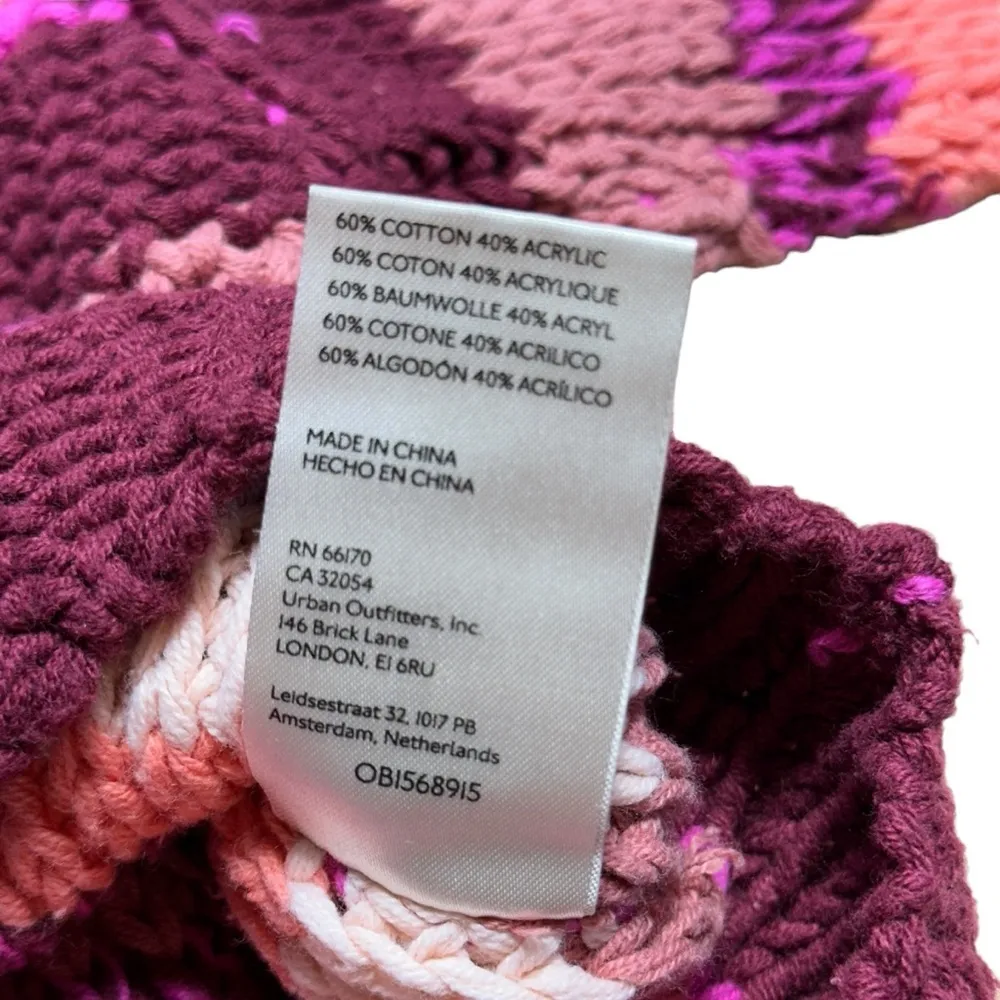 60% COTTON 40% ACRYLIC
60% COTON 40% ACRYLIQUE
60% BAUMWOLLE 40% ACRYL
60% COTONE 40% ACRILICO
60% ALGODÓN 40% ACRÍLICO
MADE IN CHINA
HECHO EN CHINA
RN 66170
CA 32054
Urban Outfitters, Inc.
146 Brick Lane
LONDON, E1 6RU
Leidsestraat 32, 1017 PB
Amsterdam, Netherlands
OB1568915